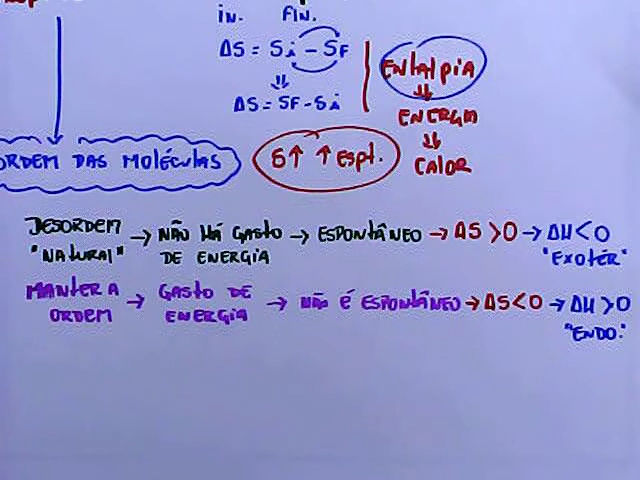 in. fin.
ΔS = Si - SF
⇓
ΔS = SF - Si
Entalpia
⇓
ENERGIA
⇓
CALOR
ORDEM DAS MOLÉCULAS
S↑ ↑ espt.
DESORDEM → NÃO HÁ GASTO → ESPONTÂNEO → ΔS > 0 → ΔH < 0
"NATURAL" DE ENERGIA "EXOTÉR"
MANTER A → GASTO DE → NÃO É ESPONTÂNEO → ΔS < 0 → ΔH > 0
ORDEM ENERGIA "ENDO."